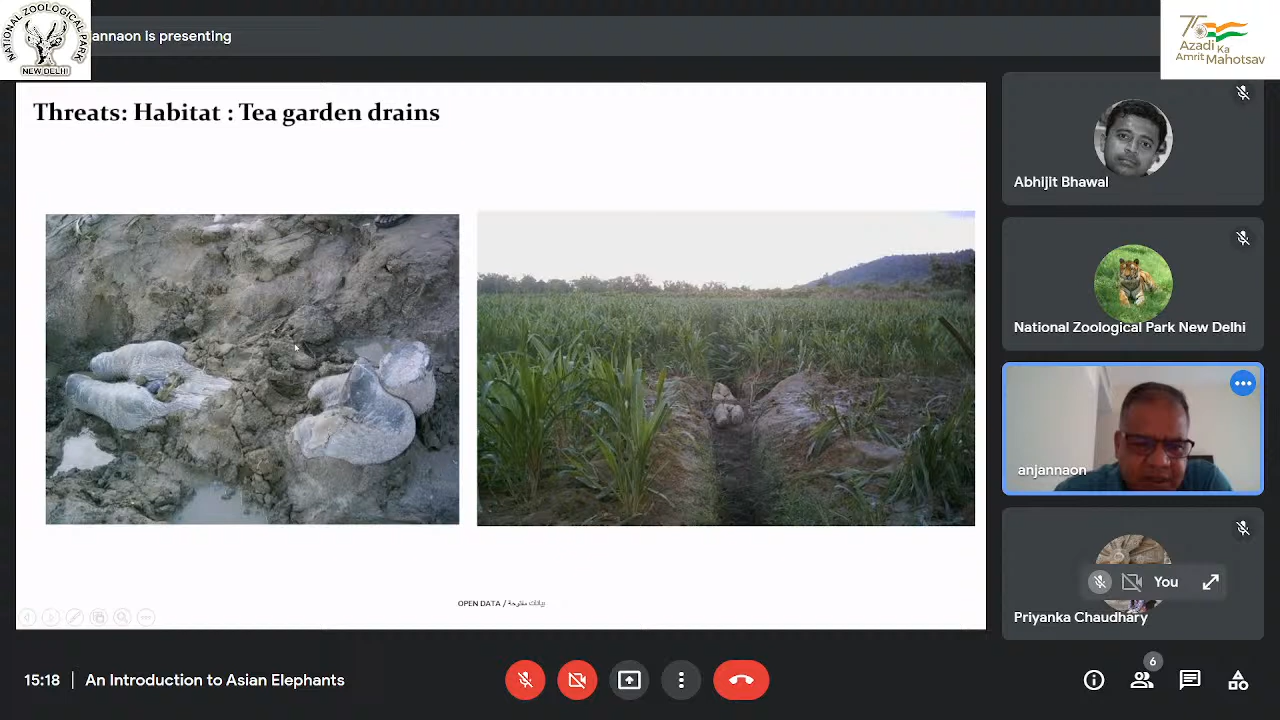 NATIONAL ZOOLOGICAL PARK
NEW DELHI
annaon is presenting
75
Azadi Ka
Amrit Mahotsav
Threats: Habitat : Tea garden drains
Abhijit Bhawal
National Zoological Park New Delhi
anjannaon
You
Priyanka Chaudhary
OPEN DATA / بيانات مفتوحة
15:18 | An Introduction to Asian Elephants
6